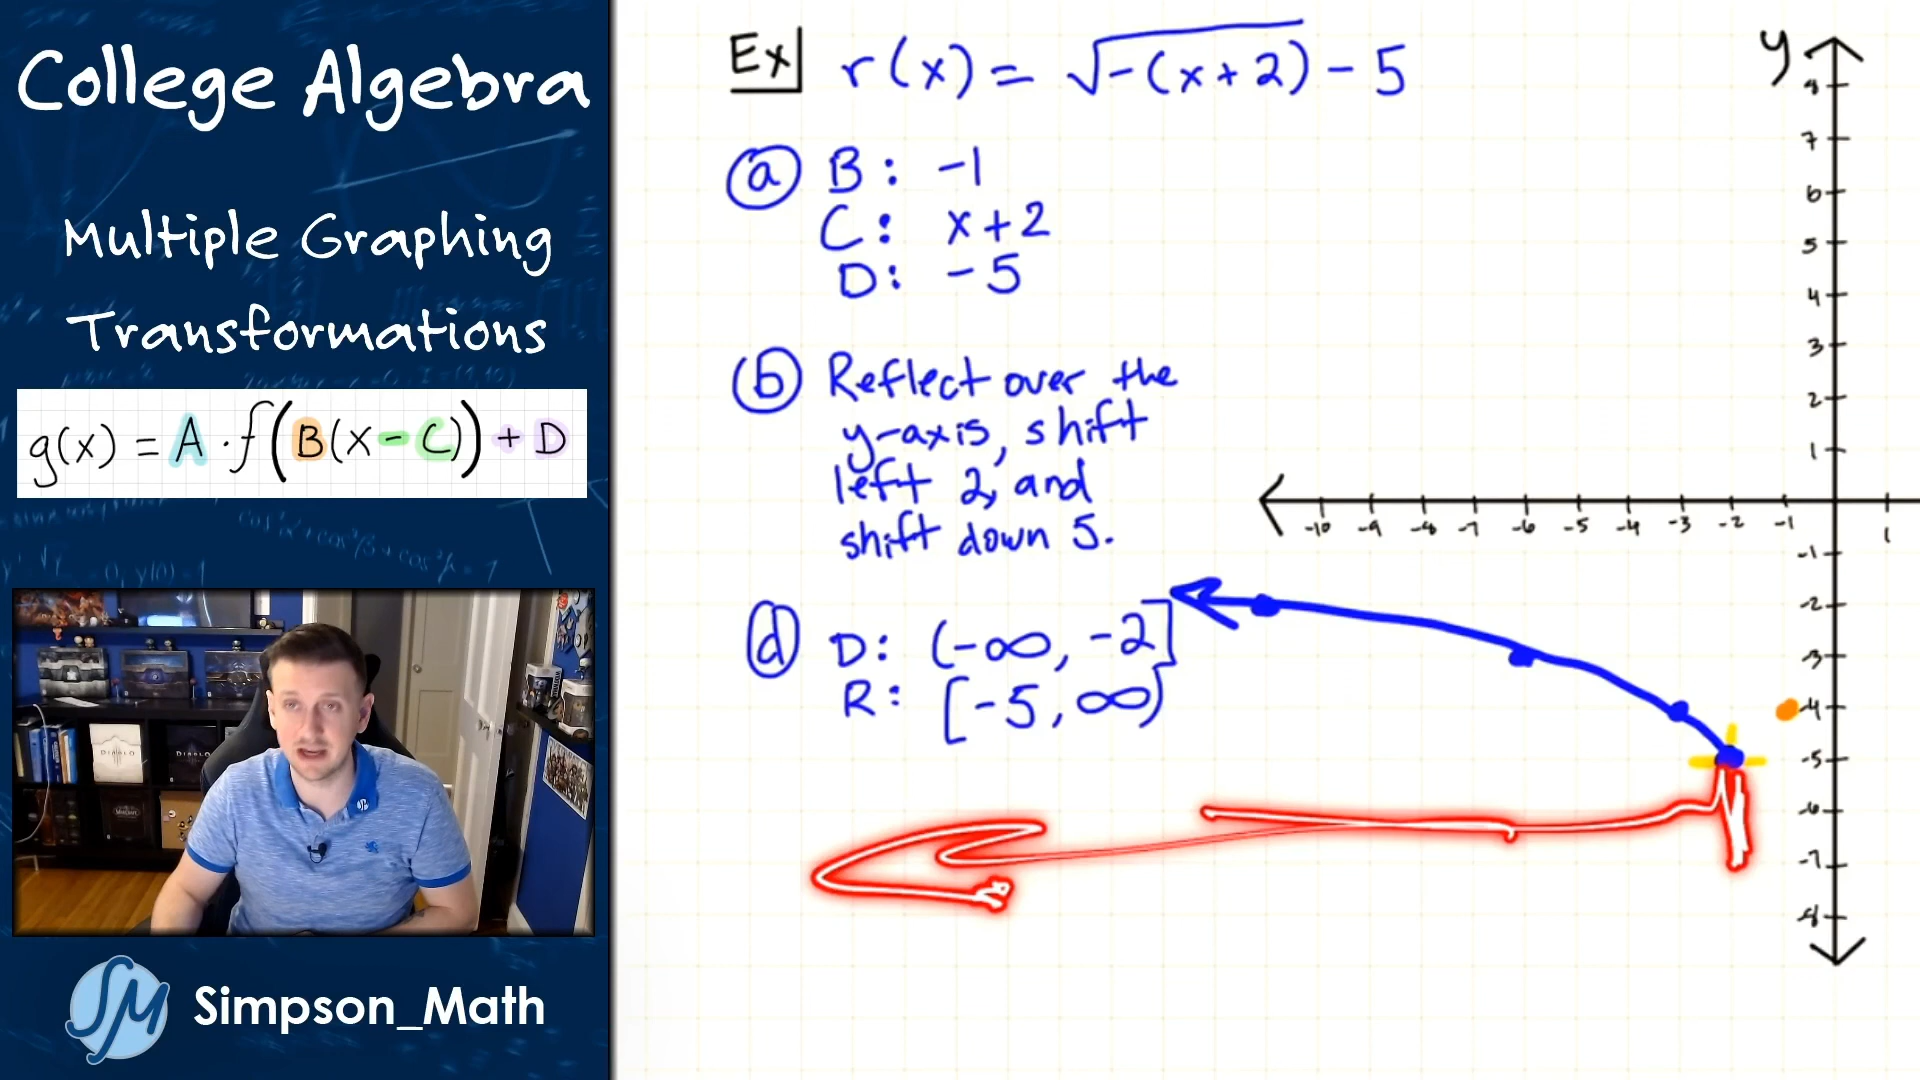 College Algebra
Multiple Graphing
Transformations
g(x) = A · f(B(x - C)) + D
Simpson_Math
Ex r(x) = √-(x+2) - 5
(a) B: -1
C: x+2
D: -5
(b) Reflect over the
y-axis, shift
left 2, and
shift down 5.
(d) D: (-∞, -2]
R: [-5, ∞)
y
8
7
6
5
4
3
2
1
-10 -9 -8 -7 -6 -5 -4 -3 -2 -1 1
-1
-2
-3
-4
-5
-6
-7
-8